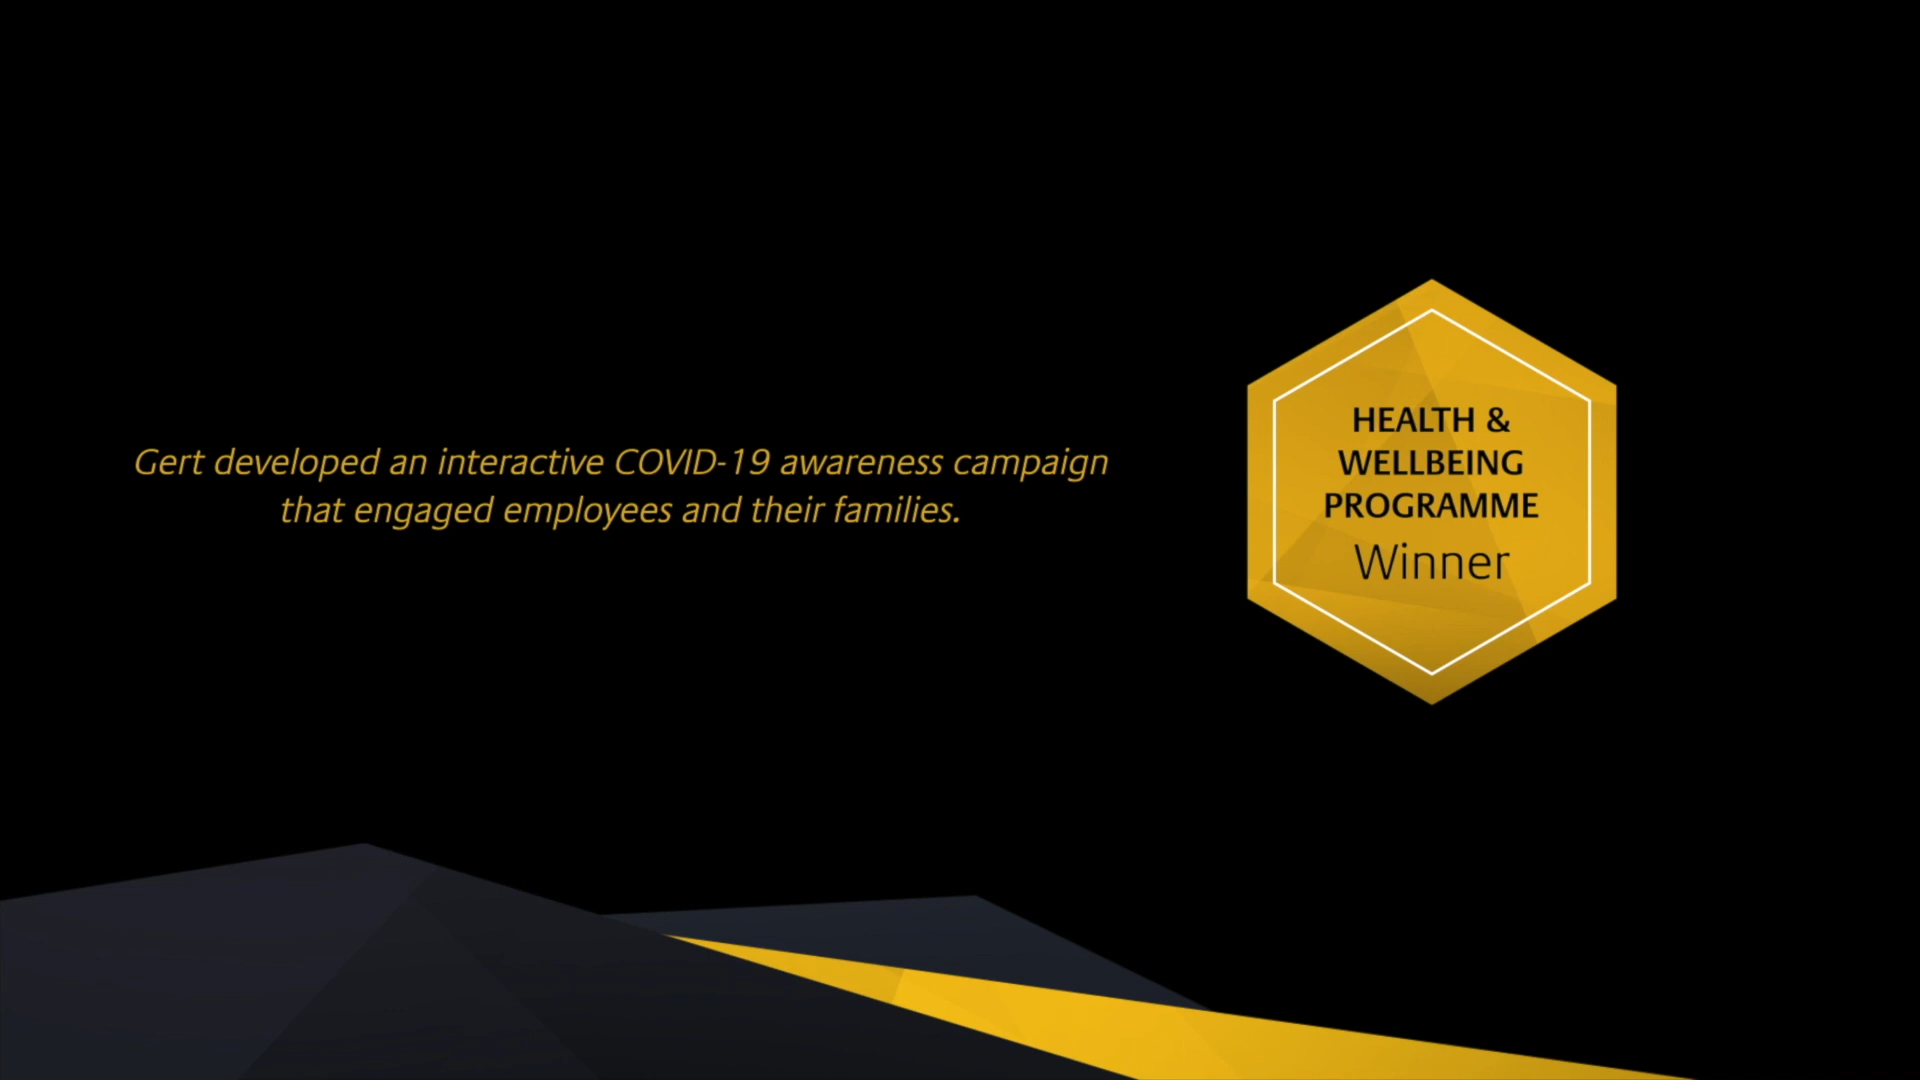 Gert developed an interactive COVID-19 awareness campaign
that engaged employees and their families.
HEALTH &
WELLBEING
PROGRAMME
Winner